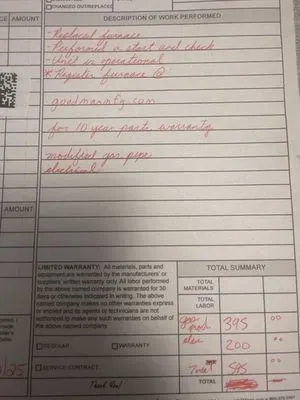 CHANGED OUT/REPLACED
CE AMOUNT
DESCRIPTION OF WORK PERFORMED
- Replaced furnace
- Performed a start and check
- Unit is operational
* Register furnace @
goodmanmfg.com
for 10 year parts warranty
modified gas pipe
electrical
AMOUNT
LIMITED WARRANTY: All materials, parts and
equipment are warranted by the manufacturers' or
suppliers' written warranty only. All labor performed
by the above named company is warranted for 30
days or otherwise indicated in writing. The above
named company makes no other warranties express
or implied and its agents or technicians are not
authorized to make any such warranties on behalf of
the above named company.
REGULAR
WARRANTY
SERVICE CONTRACT
Thank You!
TOTAL SUMMARY
TOTAL MATERIALS
TOTAL LABOR
gas 395 00
elec 200 00
Total
TOTAL